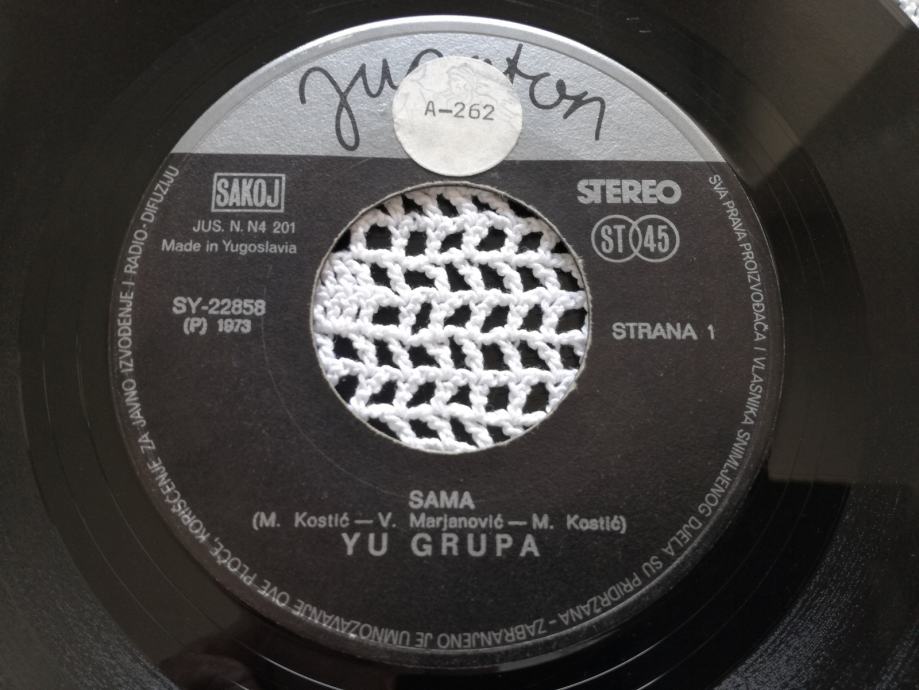 A-262
SAKOJ
JUS. N. N4 201
Made in Yugoslavia
STEREO
ST 45
SY-22858
(P) 1973
STRANA 1
SAMA
(M. Kostić — V. Marjanović — M. Kostić)
YU GRUPA
SVA PRAVA PROIZVOĐAČA I VLASNIKA SNIMLJENOG DJELA SU PRIDRŽANA - ZABRANJENO JE UMNOŽAVANJE OVE PLOČE, KORIŠĆENJE ZA JAVNO IZVOĐENJE I RADIO-DIFUZIJU